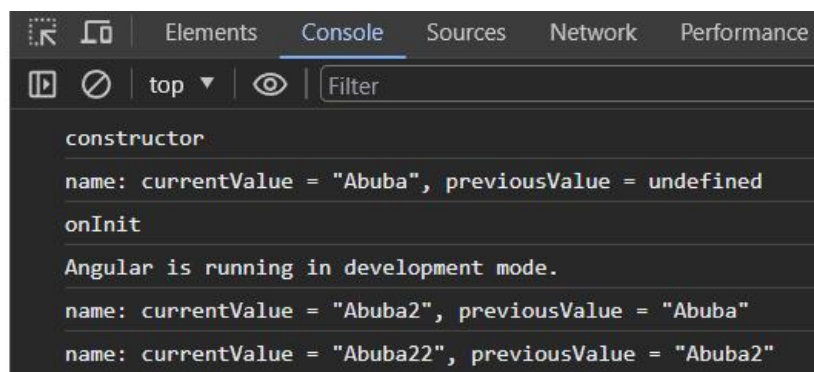 Elements Console Sources Network Performance
top Filter
constructor
name: currentValue = "Abuba", previousValue = undefined
onInit
Angular is running in development mode.
name: currentValue = "Abuba2", previousValue = "Abuba"
name: currentValue = "Abuba22", previousValue = "Abuba2"